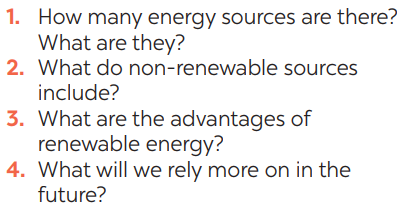 1. How many energy sources are there?
What are they?
2. What do non-renewable sources
include?
3. What are the advantages of
renewable energy?
4. What will we rely more on in the
future?